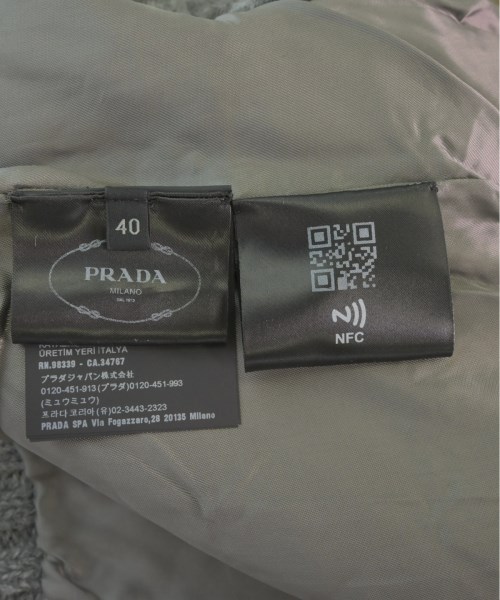 40
PRADA
MILANO
DAL 1913
NFC
ÜRETİM YERİ İTALYA
RN.98339 - CA.34767
プラダジャパン株式会社
0120-451-913 (プラダ) 0120-451-993
(ミュウミュウ)
프라다 코리아 (유) 02-3443-2323
PRADA SPA Via Fogazzaro,28 20135 Milano